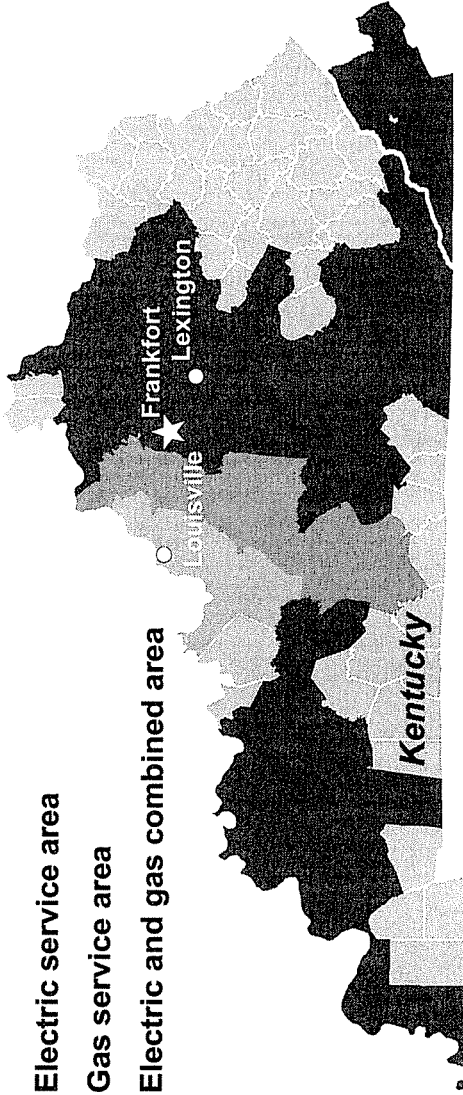 Electric service area
Gas service area
Electric and gas combined area
Frankfort
Lexington
Louisville
Kentucky